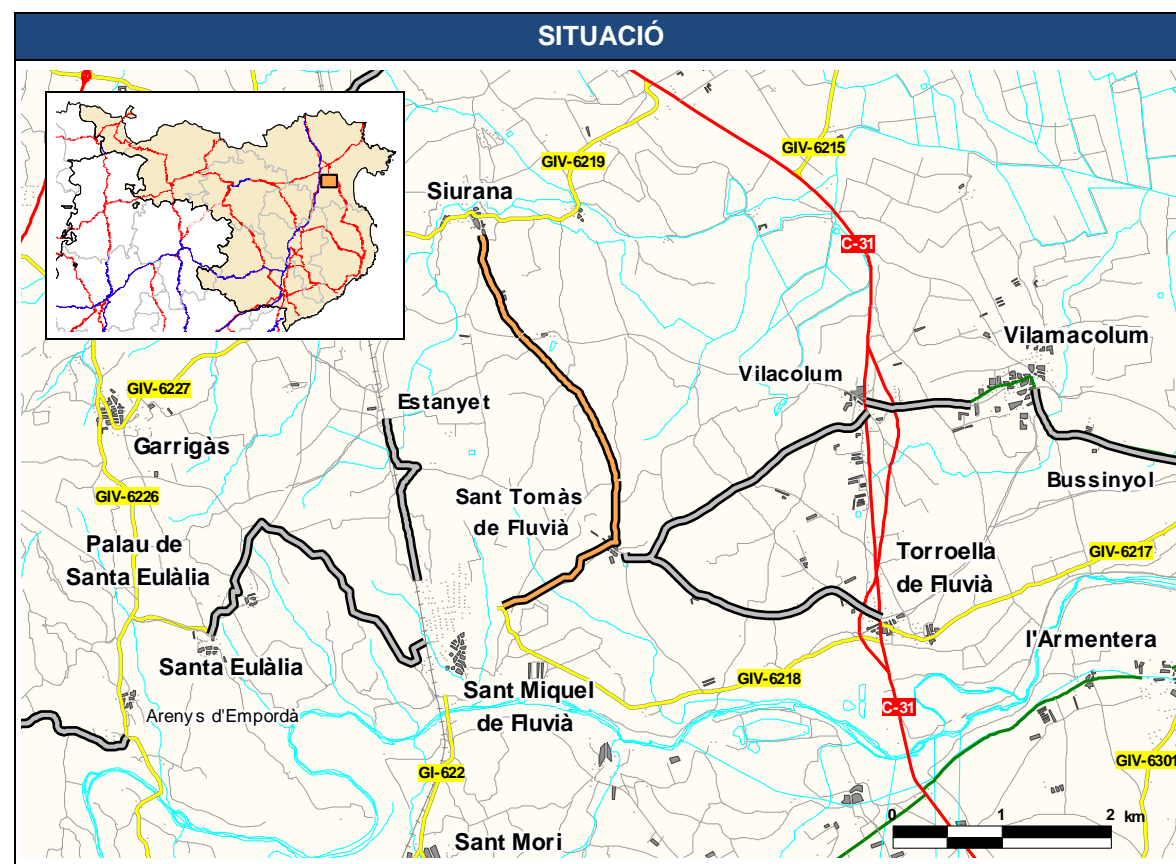 SITUACIÓ
GIV-6219
GIV-6215
Siurana
C-31
Vilamacolum
Vilacolum
GIV-6227
Estanyet
Garrigàs
Bussinyol
GIV-6226
Sant Tomàs
de Fluvià
Palau de
Santa Eulàlia
Torroella
de Fluvià
GIV-6217
l'Armentera
Santa Eulàlia
GIV-6218
Sant Miquel
de Fluvià
Arenys d'Empordà
C-31
GIV-6301
GI-622
0 1 2 km
Sant Mori